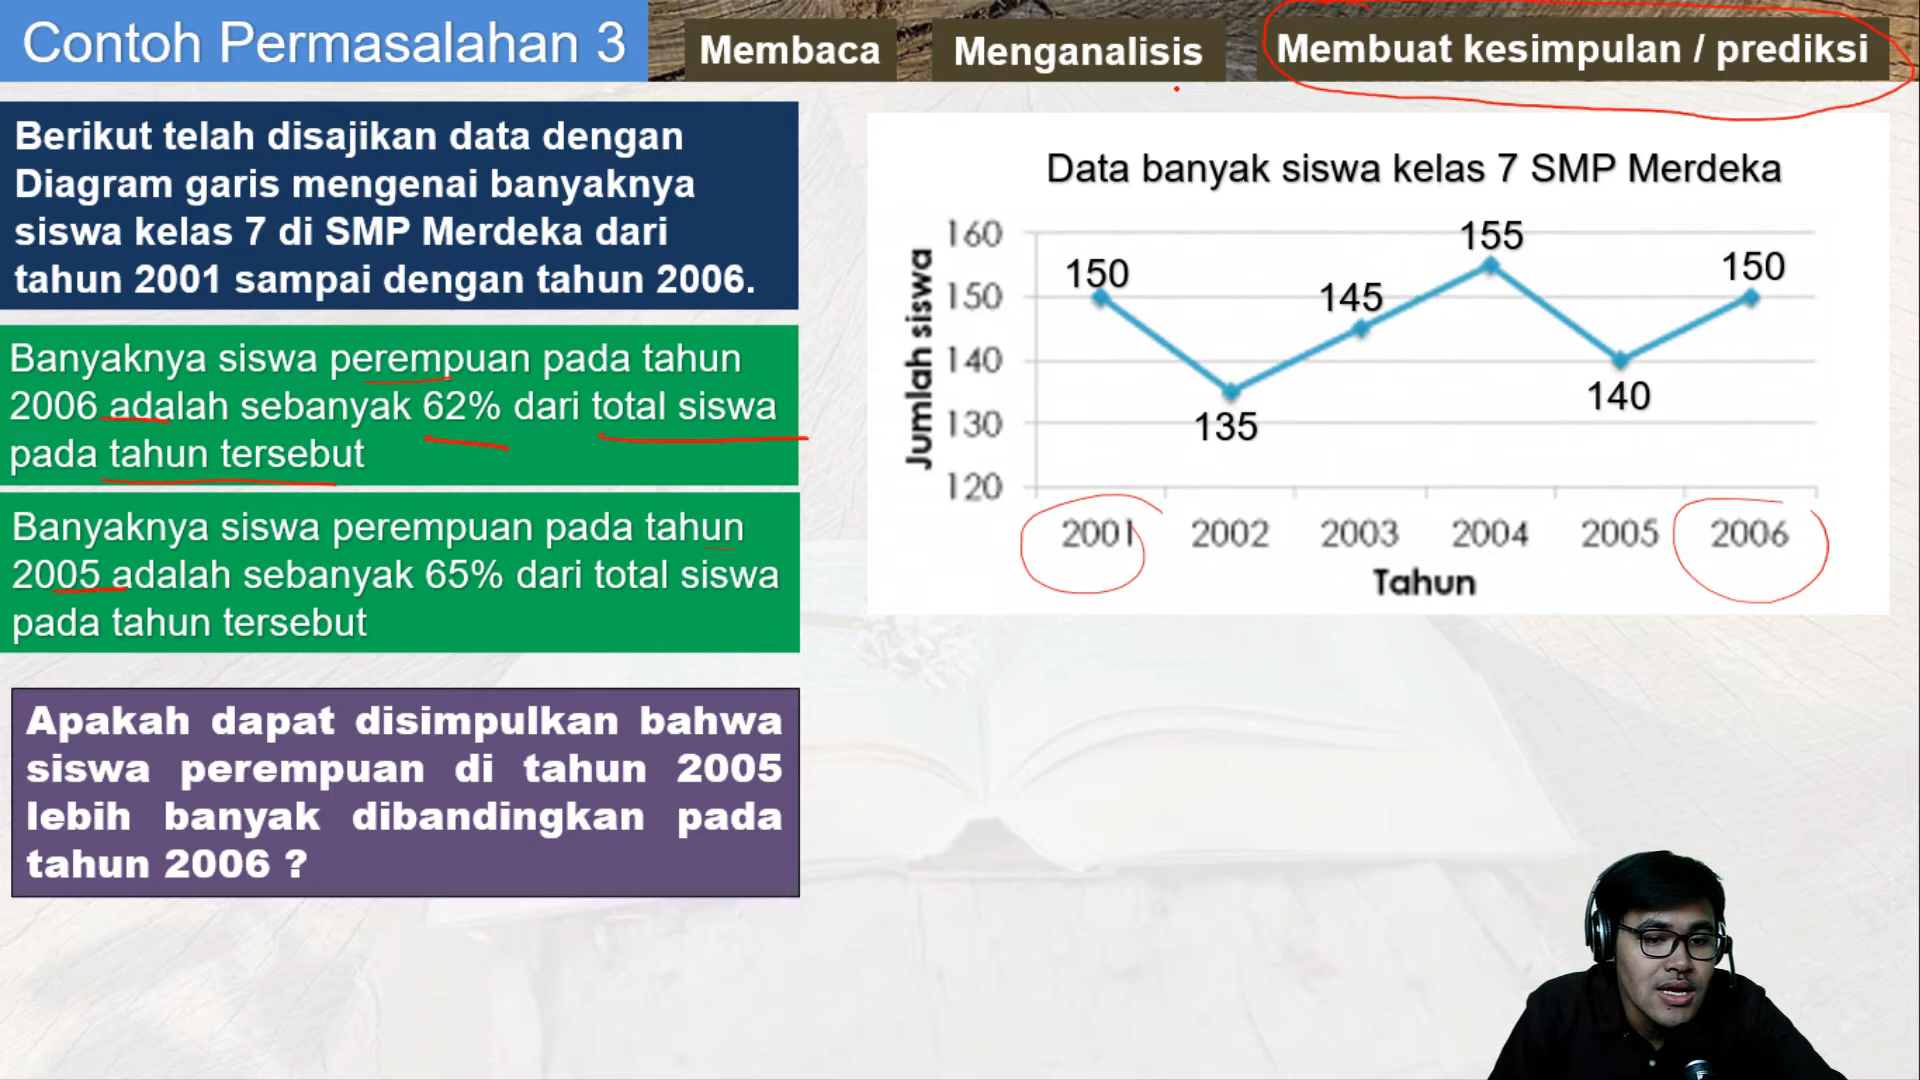 Contoh Permasalahan 3
Membaca
Menganalisis
Membuat kesimpulan / prediksi
Berikut telah disajikan data dengan
Diagram garis mengenai banyaknya
siswa kelas 7 di SMP Merdeka dari
tahun 2001 sampai dengan tahun 2006.
Banyaknya siswa perempuan pada tahun
2006 adalah sebanyak 62% dari total siswa
pada tahun tersebut
Banyaknya siswa perempuan pada tahun
2005 adalah sebanyak 65% dari total siswa
pada tahun tersebut
Apakah dapat disimpulkan bahwa
siswa perempuan di tahun 2005
lebih banyak dibandingkan pada
tahun 2006 ?
Data banyak siswa kelas 7 SMP Merdeka
Jumlah siswa
160
150
140
130
120
150
135
145
155
140
150
2001 2002 2003 2004 2005 2006
Tahun